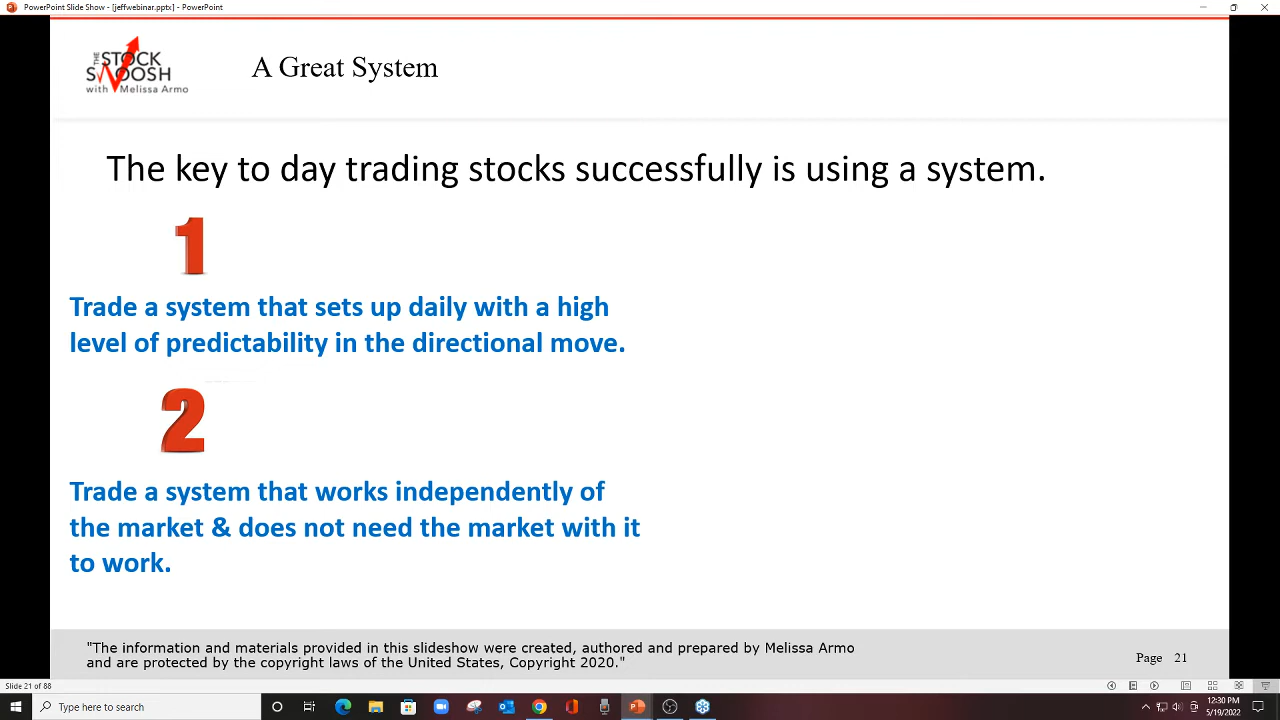 PowerPoint Slide Show - [jeffwebinar.pptx] - PowerPoint
THE
STOCK
SWOOSH
with Melissa Armo
A Great System
The key to day trading stocks successfully is using a system.
1
Trade a system that sets up daily with a high
level of predictability in the directional move.
2
Trade a system that works independently of
the market & does not need the market with it
to work.
"The information and materials provided in this slideshow were created, authored and prepared by Melissa Armo
and are protected by the copyright laws of the United States, Copyright 2020."
Page 21
Slide 21 of 88
Type here to search
12:30 PM
5/19/2022